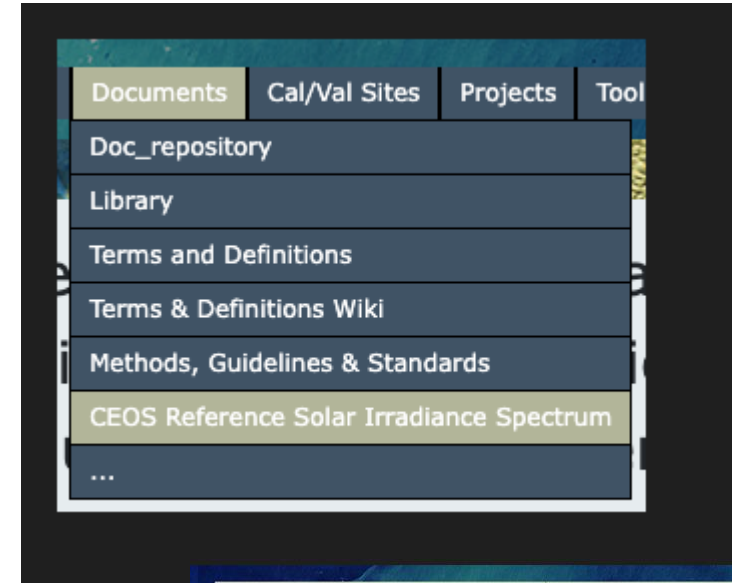 Documents Cal/Val Sites Projects Tool
Doc_repository
Library
Terms and Definitions
Terms & Definitions Wiki
Methods, Guidelines & Standards
CEOS Reference Solar Irradiance Spectrum
...